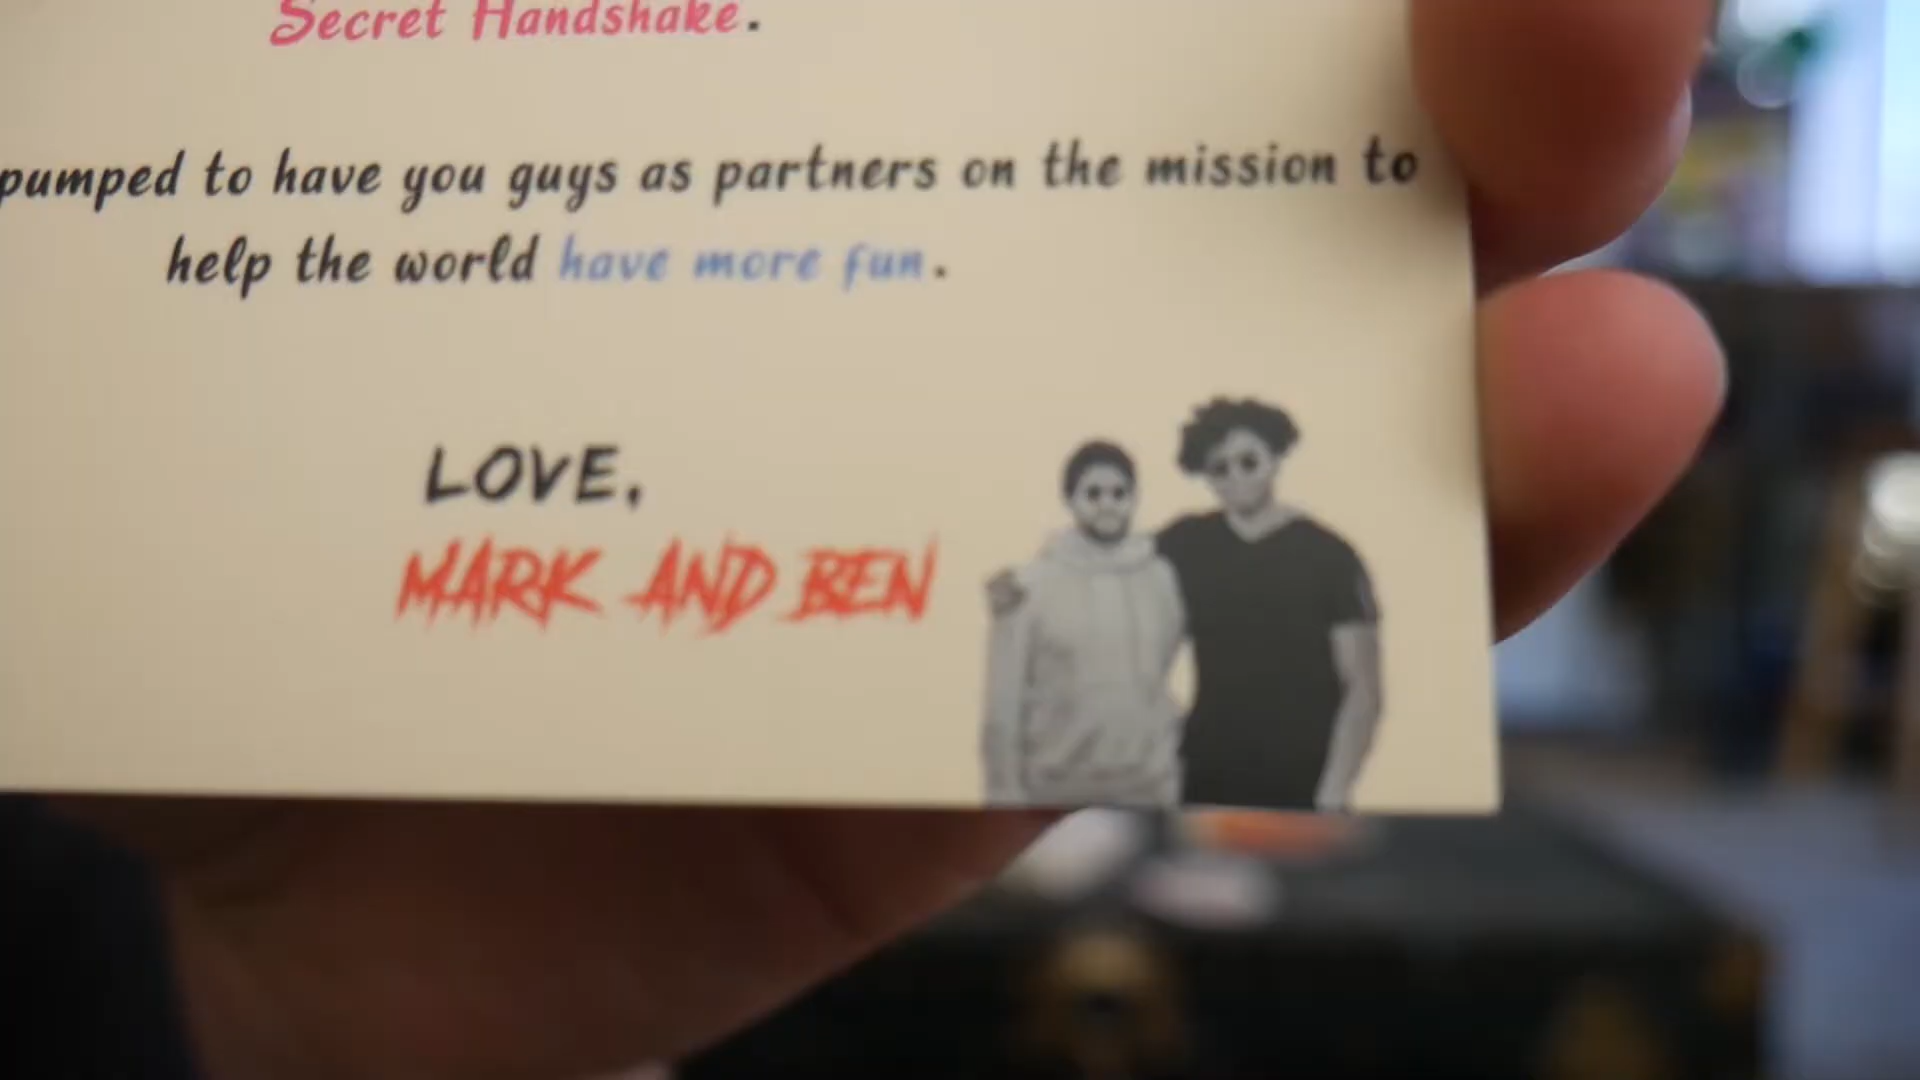 Secret Handshake.
pumped to have you guys as partners on the mission to
help the world have more fun.
LOVE,
MARK AND BEN